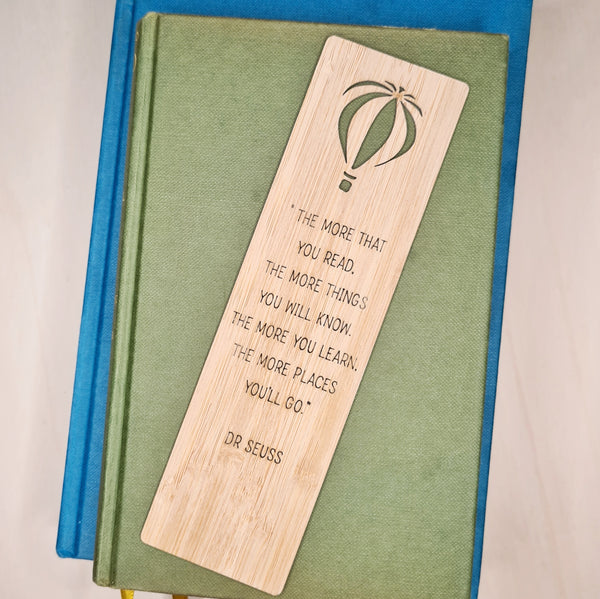 "THE MORE THAT
YOU READ.
THE MORE THINGS
YOU WILL KNOW.
THE MORE YOU LEARN.
THE MORE PLACES
YOU'LL GO."
DR SEUSS